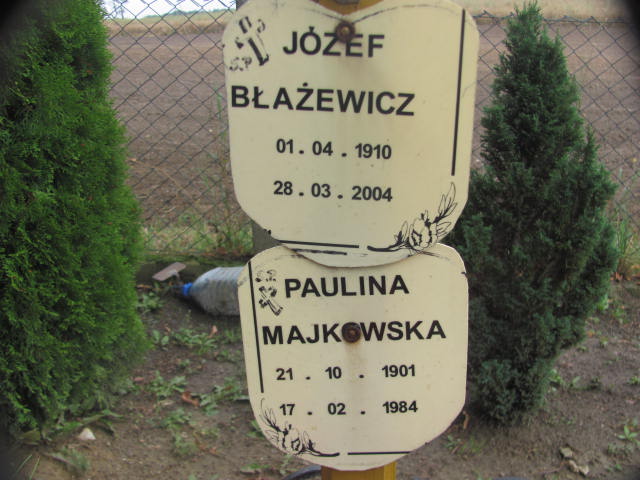 Ś.P.
JÓZEF
BŁAŻEWICZ
01.04.1910
28.03.2004
Ś.P.
PAULINA
MAJKOWSKA
21.10.1901
17.02.1984